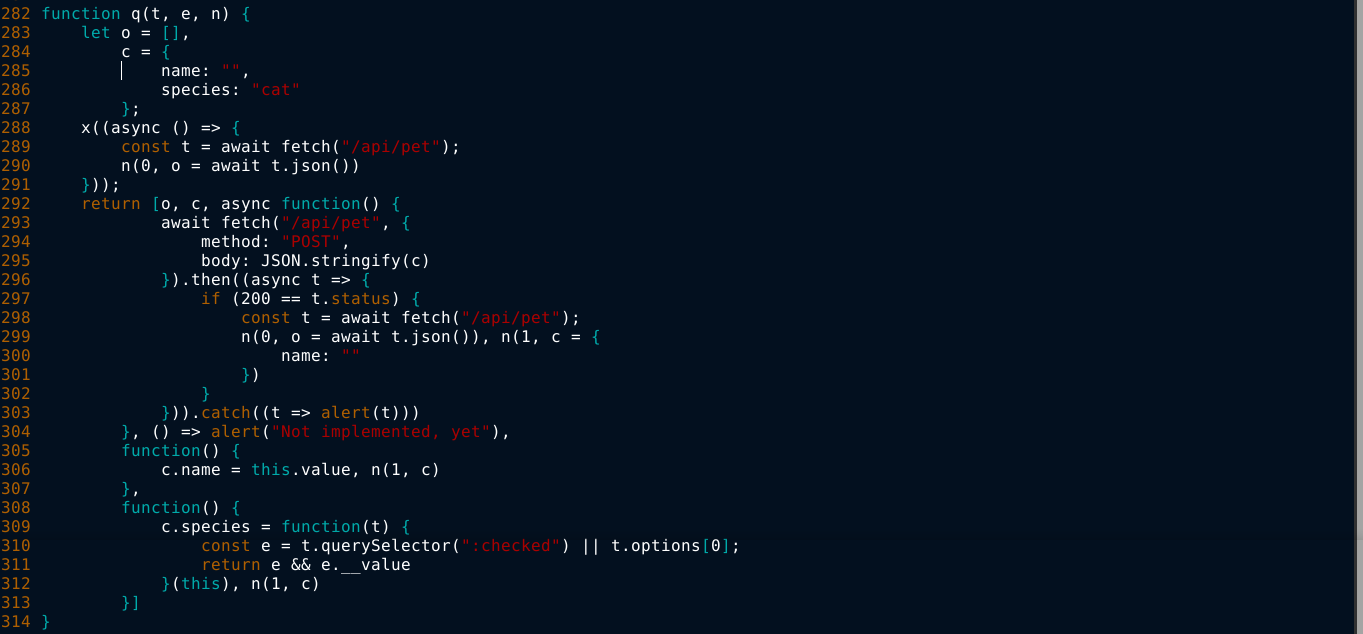 282 function q(t, e, n) {
283     let o = [],
284         c = {
285             name: "",
286             species: "cat"
287         };
288     x((async () => {
289         const t = await fetch("/api/pet");
290         n(0, o = await t.json())
291     }));
292     return [o, c, async function() {
293             await fetch("/api/pet", {
294                 method: "POST",
295                 body: JSON.stringify(c)
296             }).then((async t => {
297                 if (200 == t.status) {
298                     const t = await fetch("/api/pet");
299                     n(0, o = await t.json()), n(1, c = {
300                         name: ""
301                     })
302                 }
303             })).catch((t => alert(t)))
304         }, () => alert("Not implemented, yet"),
305         function() {
306             c.name = this.value, n(1, c)
307         },
308         function() {
309             c.species = function(t) {
310                 const e = t.querySelector(":checked") || t.options[0];
311                 return e && e.__value
312             }(this), n(1, c)
313         }]
314 }